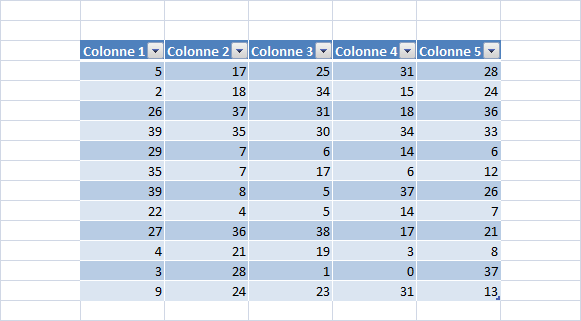 Colonne 1 Colonne 2 Colonne 3 Colonne 4 Colonne 5
5 17 25 31 28
2 18 34 15 24
26 37 31 18 36
39 35 30 34 33
29 7 6 14 6
35 7 17 6 12
39 8 5 37 26
22 4 5 14 7
27 36 38 17 21
4 21 19 3 8
3 28 1 0 37
9 24 23 31 13